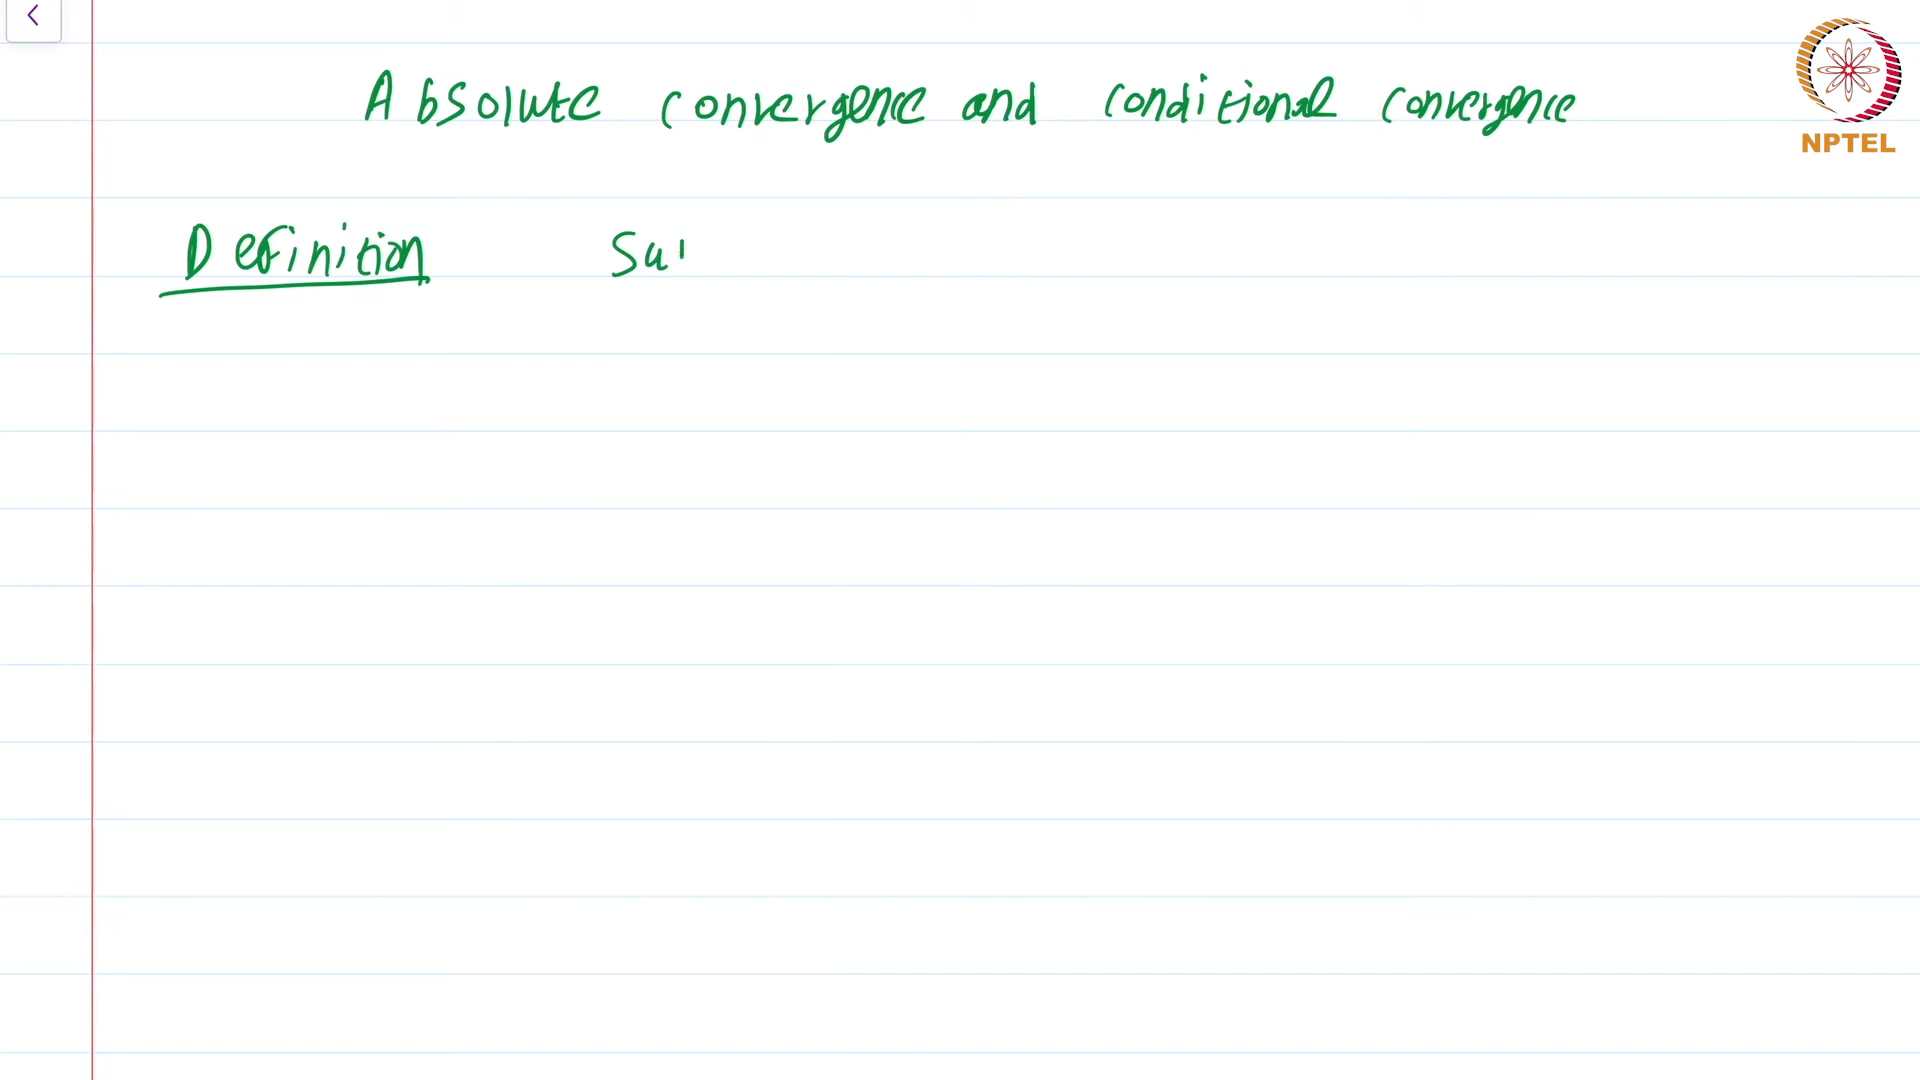 Absolute convergence and conditional convergence
NPTEL
Definition